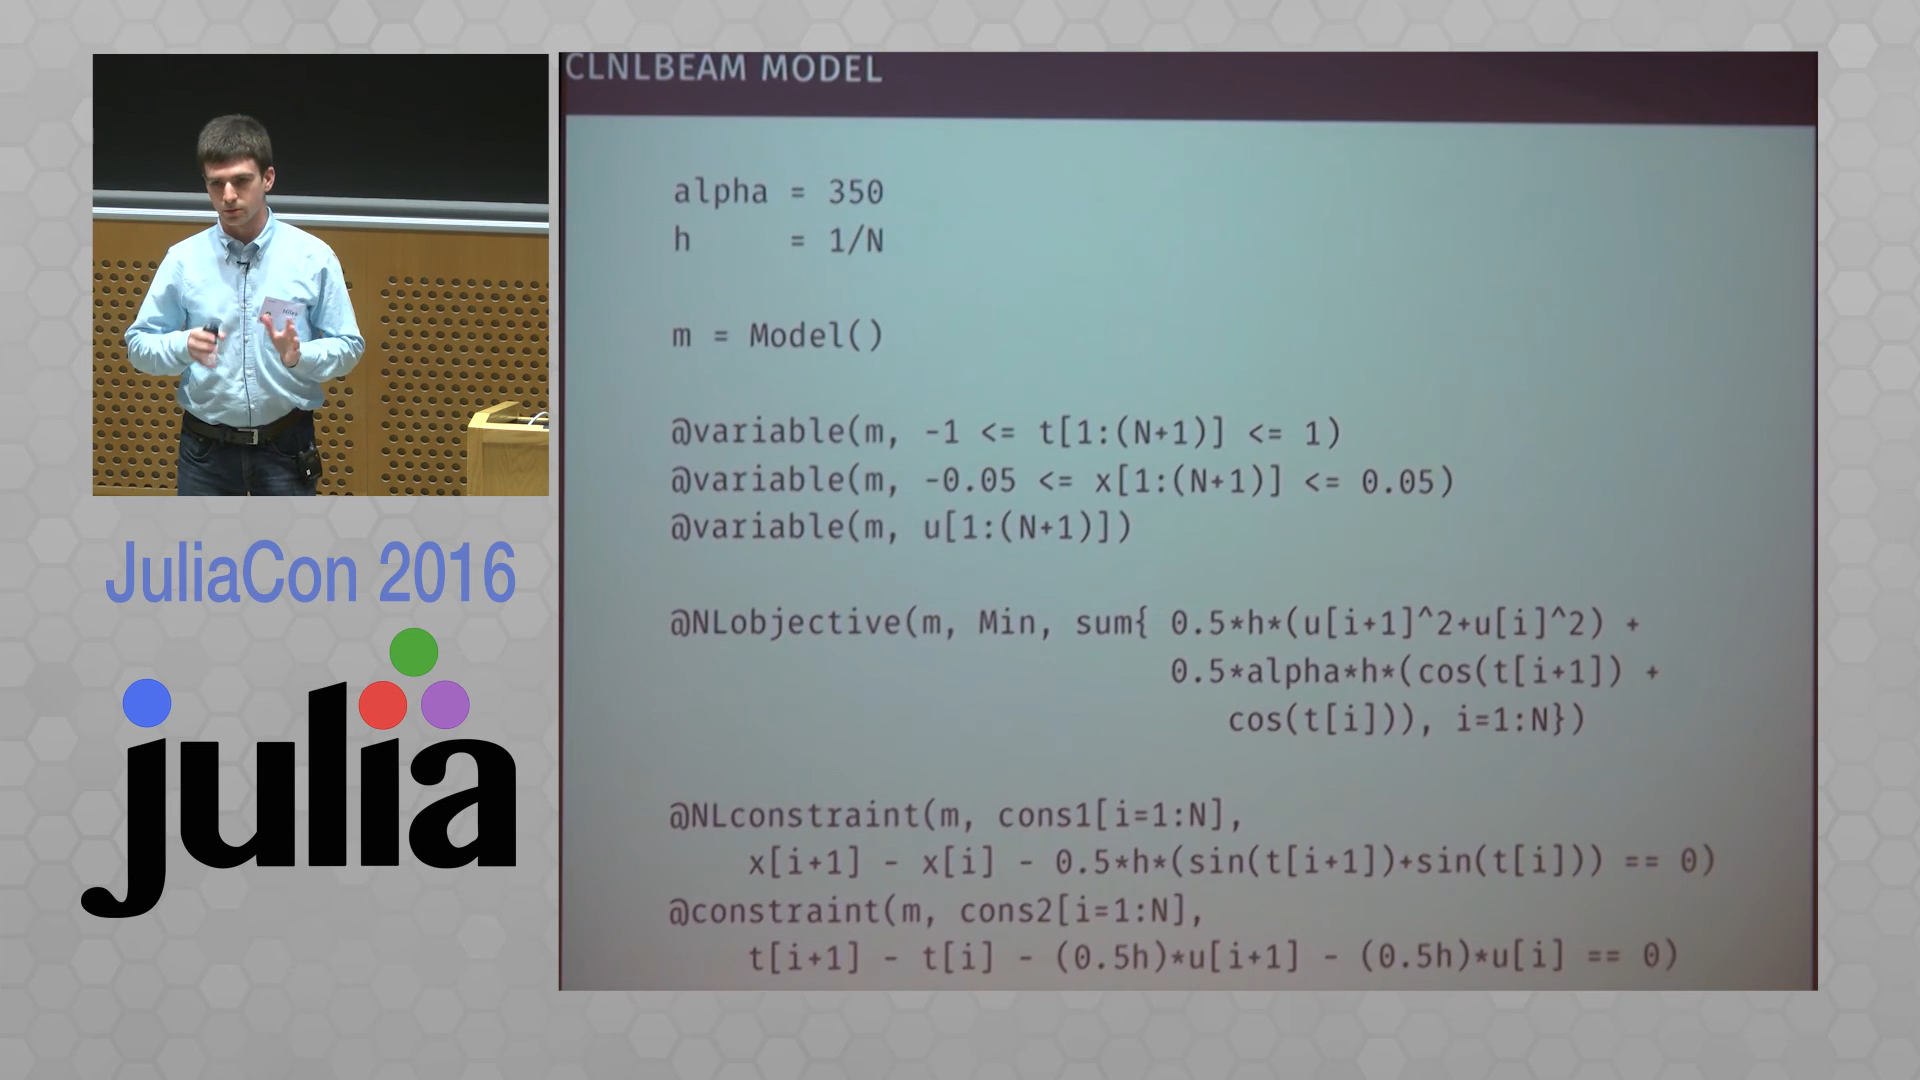 CLNLBEAM MODEL
alpha = 350
h = 1/N
m = Model()
@variable(m, -1 <= t[1:(N+1)] <= 1)
@variable(m, -0.05 <= x[1:(N+1)] <= 0.05)
@variable(m, u[1:(N+1)])
@NLobjective(m, Min, sum{ 0.5*h*(u[i+1]^2+u[i]^2) +
0.5*alpha*h*(cos(t[i+1]) +
cos(t[i])), i=1:N})
@NLconstraint(m, cons1[i=1:N],
x[i+1] - x[i] - 0.5*h*(sin(t[i+1])+sin(t[i])) == 0)
@constraint(m, cons2[i=1:N],
t[i+1] - t[i] - (0.5h)*u[i+1] - (0.5h)*u[i] == 0)
Miles
JuliaCon 2016
julia